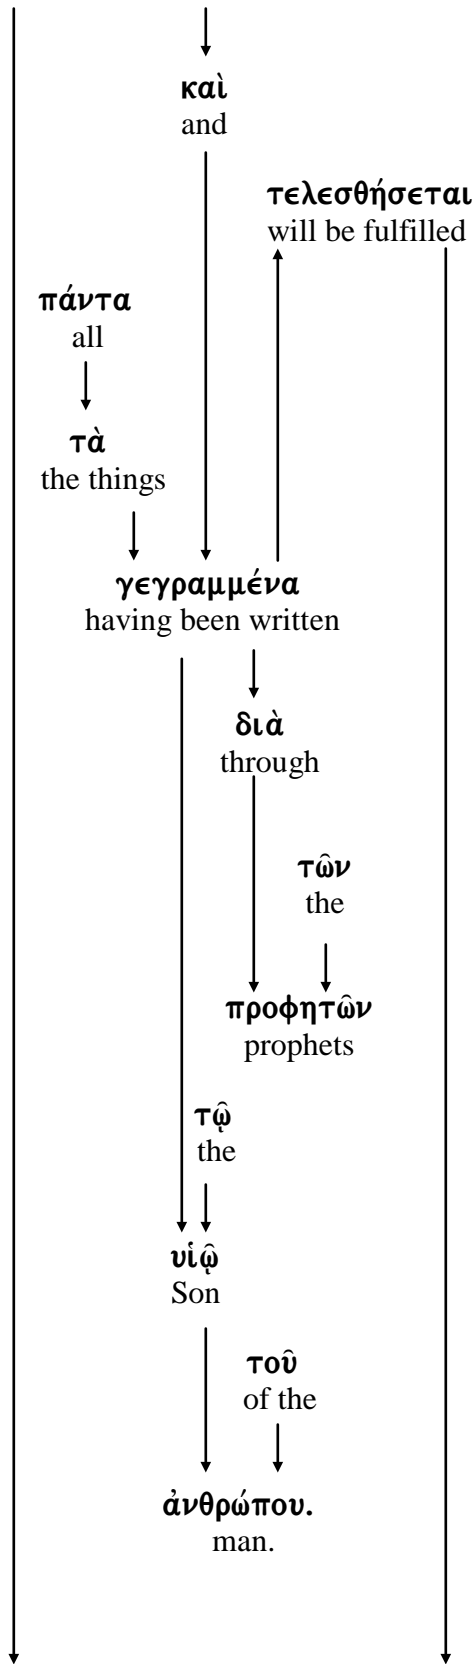 καὶ
and
τελεσθήσεται
will be fulfilled
πάντα
all
τὰ
the things
γεγραμμένα
having been written
διὰ
through
τῶν
the
προφητῶν
prophets
τῷ
the
υἱῷ
Son
τοῦ
of the
ἀνθρώπου.
man.